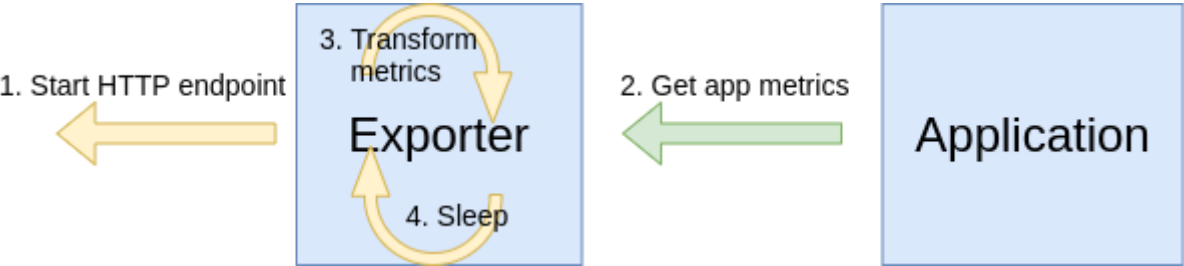 3. Transform
metrics
1. Start HTTP endpoint
2. Get app metrics
Exporter
Application
4. Sleep